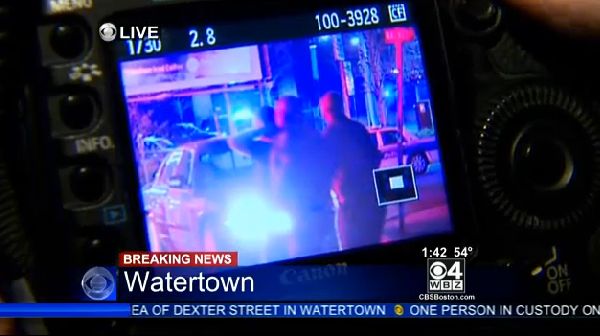 MENU
LIVE
1/30 2.8
100-3928
INFO.
BREAKING NEWS
Watertown
Canon
1:42 54°
4
WBZ
CBSBoston.com
ON
OFF
EA OF DEXTER STREET IN WATERTOWN ONE PERSON IN CUSTODY ON